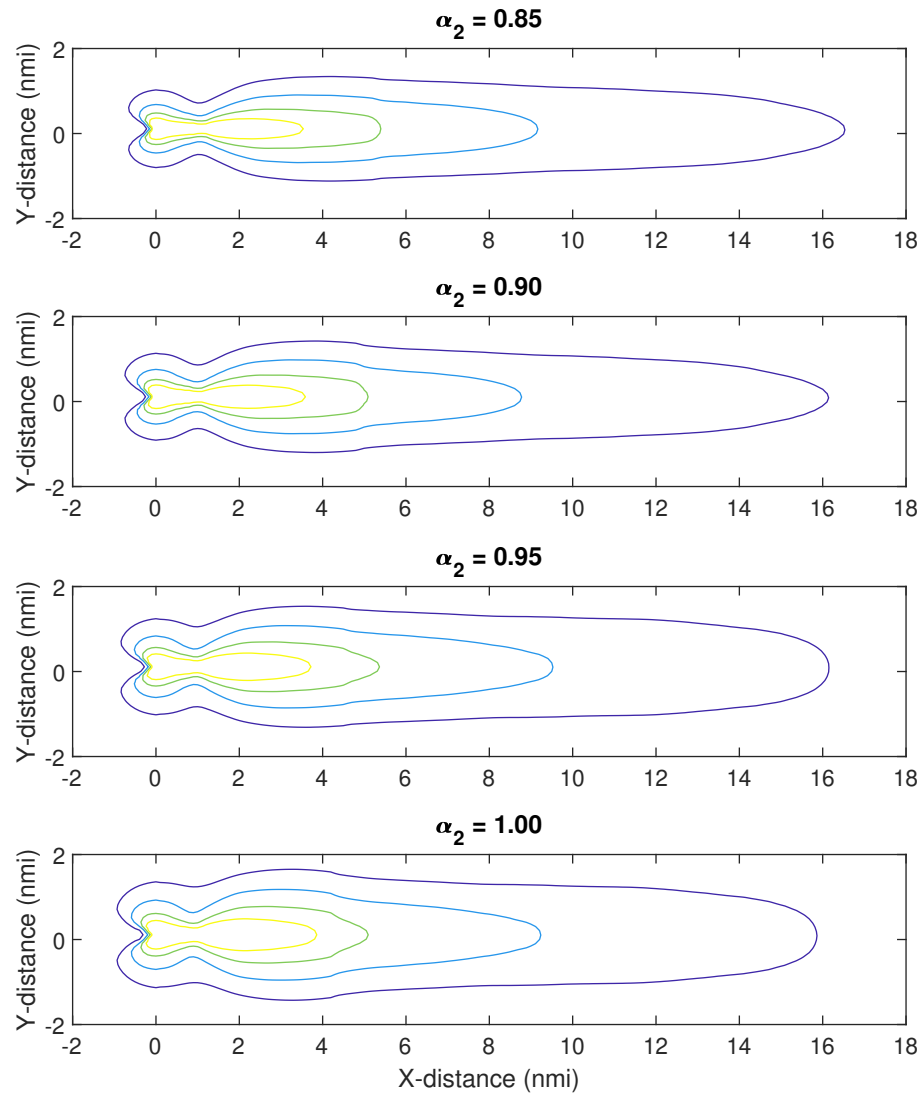 α₂ = 0.85
Y-distance (nmi)
2
0
-2
-2 0 2 4 6 8 10 12 14 16 18
α₂ = 0.90
Y-distance (nmi)
2
0
-2
-2 0 2 4 6 8 10 12 14 16 18
α₂ = 0.95
Y-distance (nmi)
2
0
-2
-2 0 2 4 6 8 10 12 14 16 18
α₂ = 1.00
Y-distance (nmi)
2
0
-2
-2 0 2 4 6 8 10 12 14 16 18
X-distance (nmi)